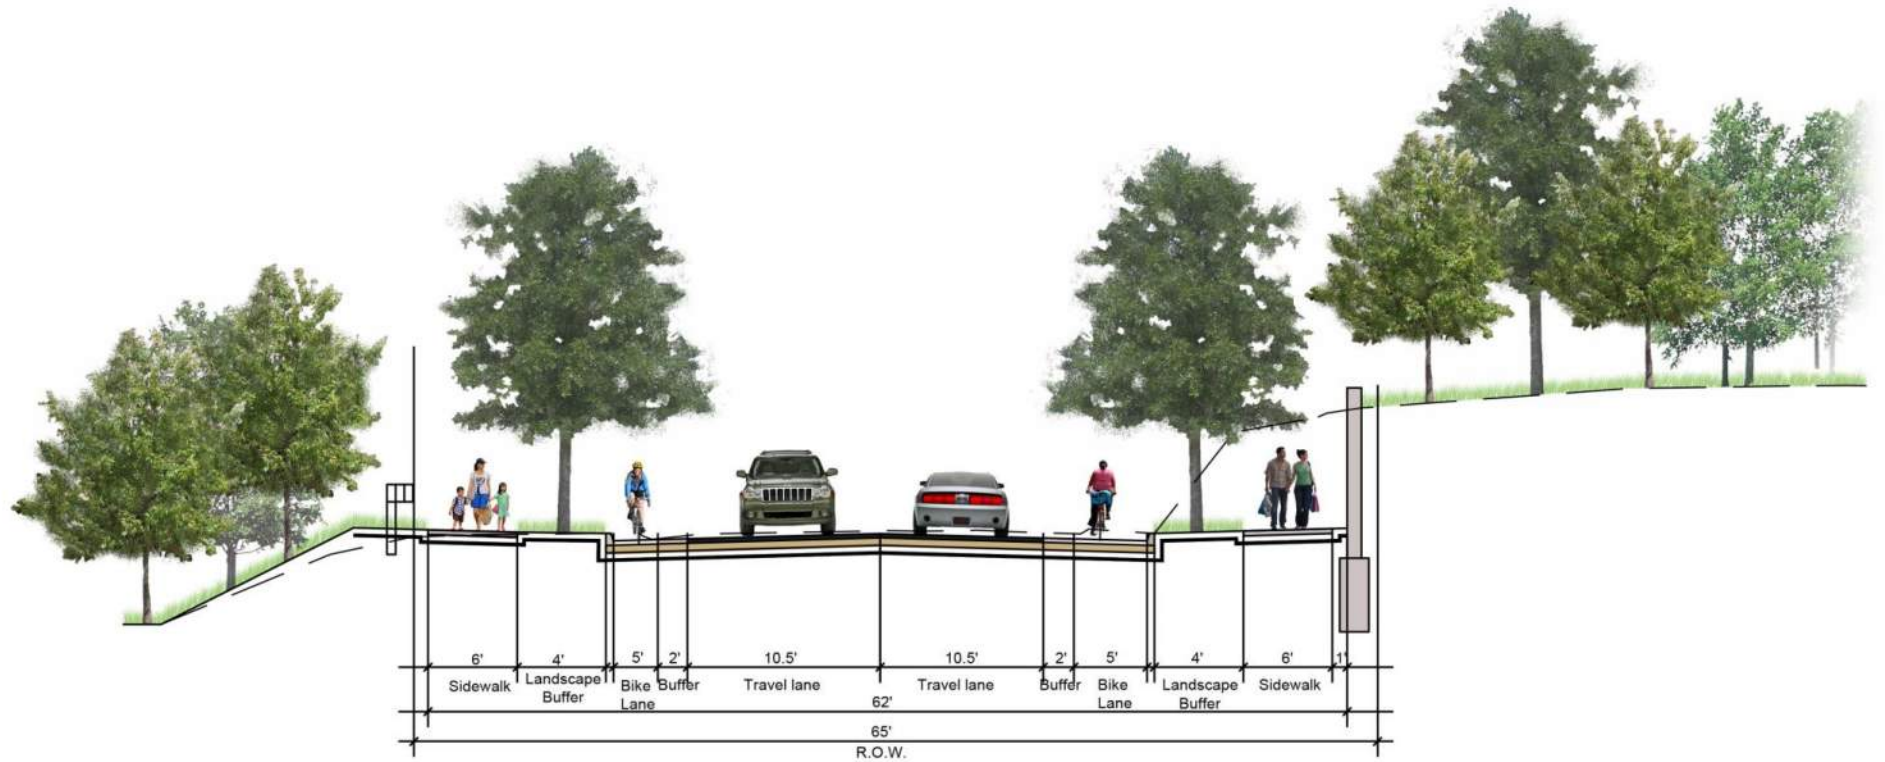 6' 4' 5' 2' 10.5' 10.5' 2' 5' 4' 6' 1'
Sidewalk Landscape Buffer Bike Lane Buffer Travel lane Travel lane Buffer Bike Lane Landscape Buffer Sidewalk
62'
65'
R.O.W.